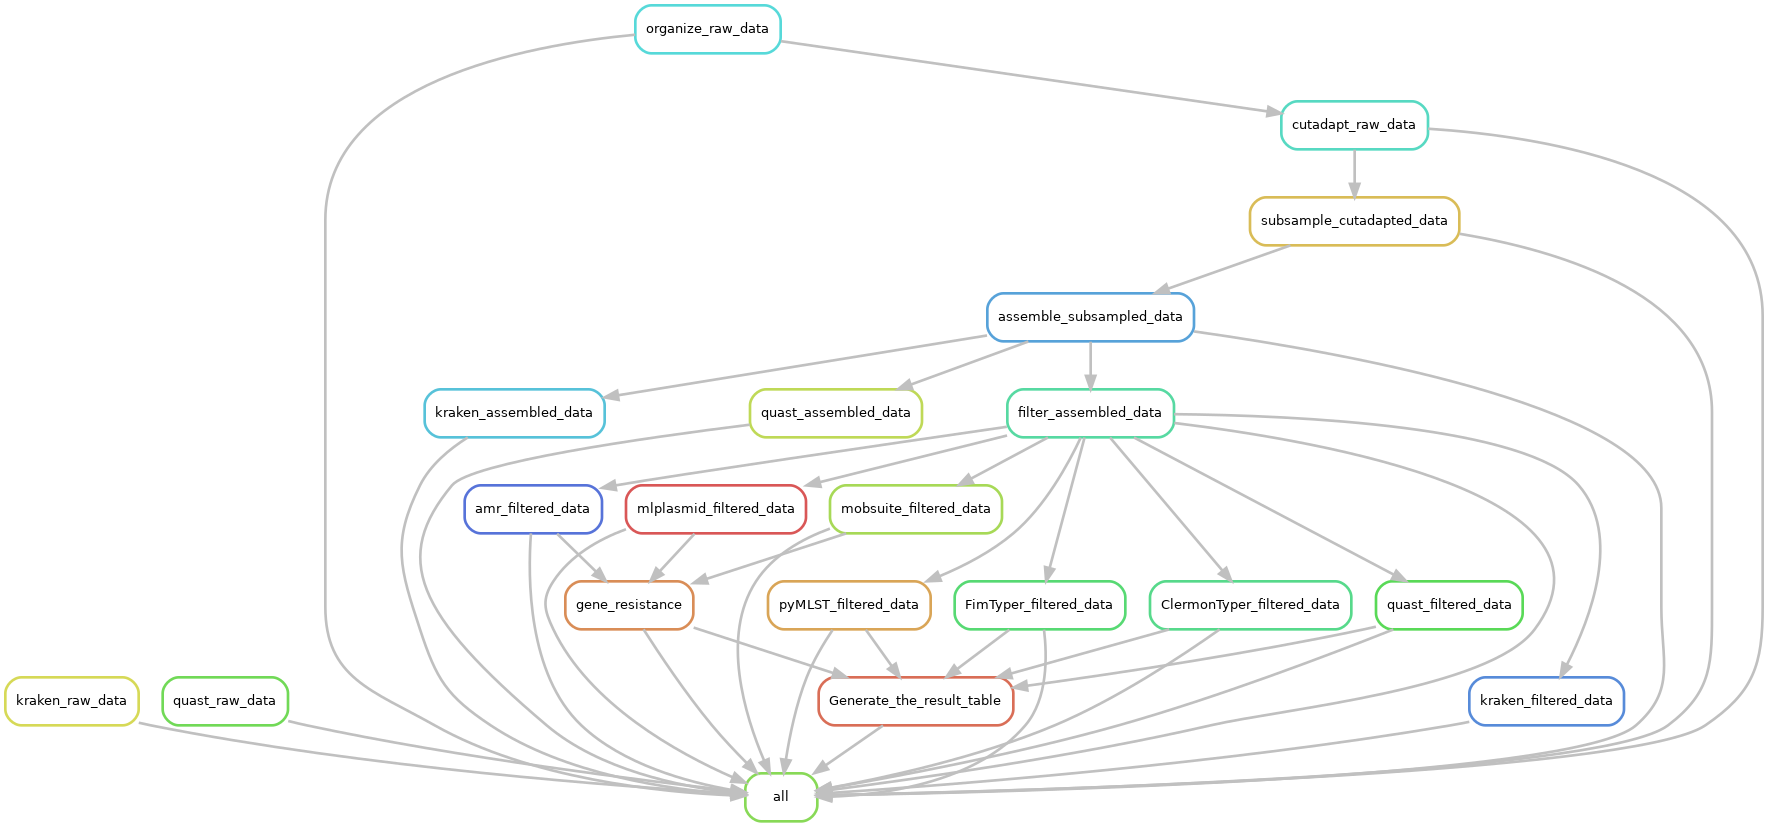 organize_raw_data
cutadapt_raw_data
subsample_cutadapted_data
assemble_subsampled_data
kraken_assembled_data
quast_assembled_data
filter_assembled_data
amr_filtered_data
mlplasmid_filtered_data
mobsuite_filtered_data
gene_resistance
pyMLST_filtered_data
FimTyper_filtered_data
ClermonTyper_filtered_data
quast_filtered_data
kraken_raw_data
quast_raw_data
Generate_the_result_table
kraken_filtered_data
all